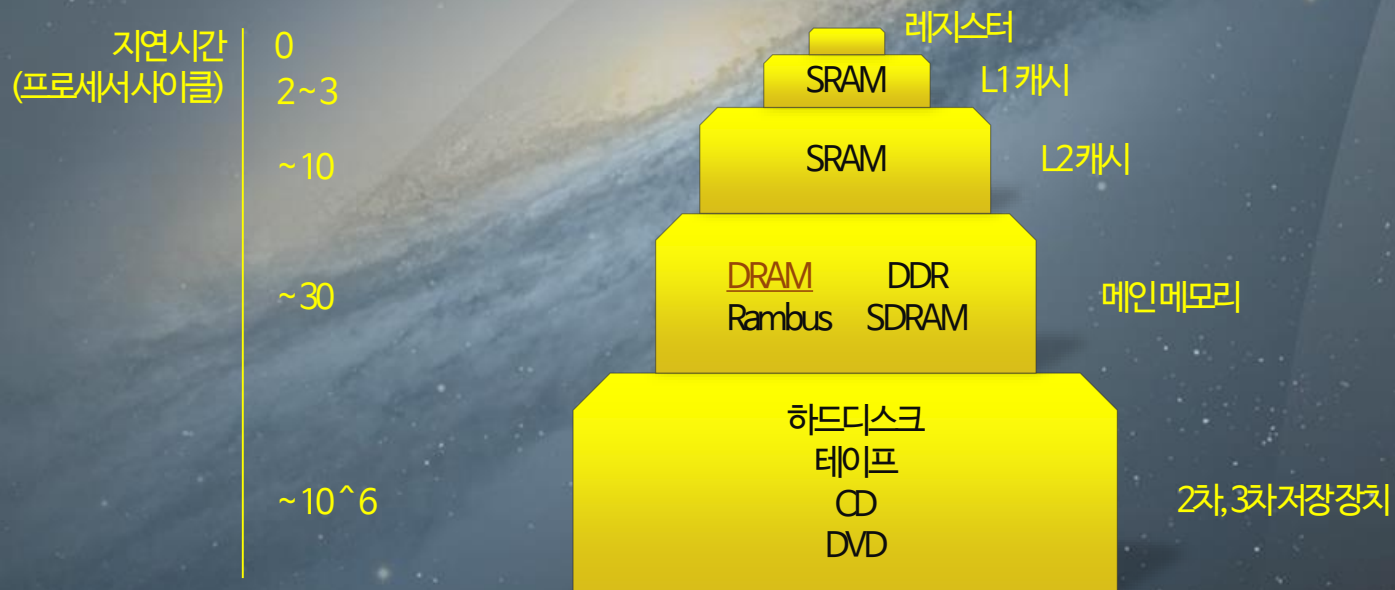 지연시간
(프로세서 사이클)
0
2~3
~10
~30
~10^6
레지스터
SRAM
L1 캐시
SRAM
L2 캐시
DRAM DDR
Rambus SDRAM
메인 메모리
하드디스크
테이프
CD
DVD
2차, 3차 저장 장치